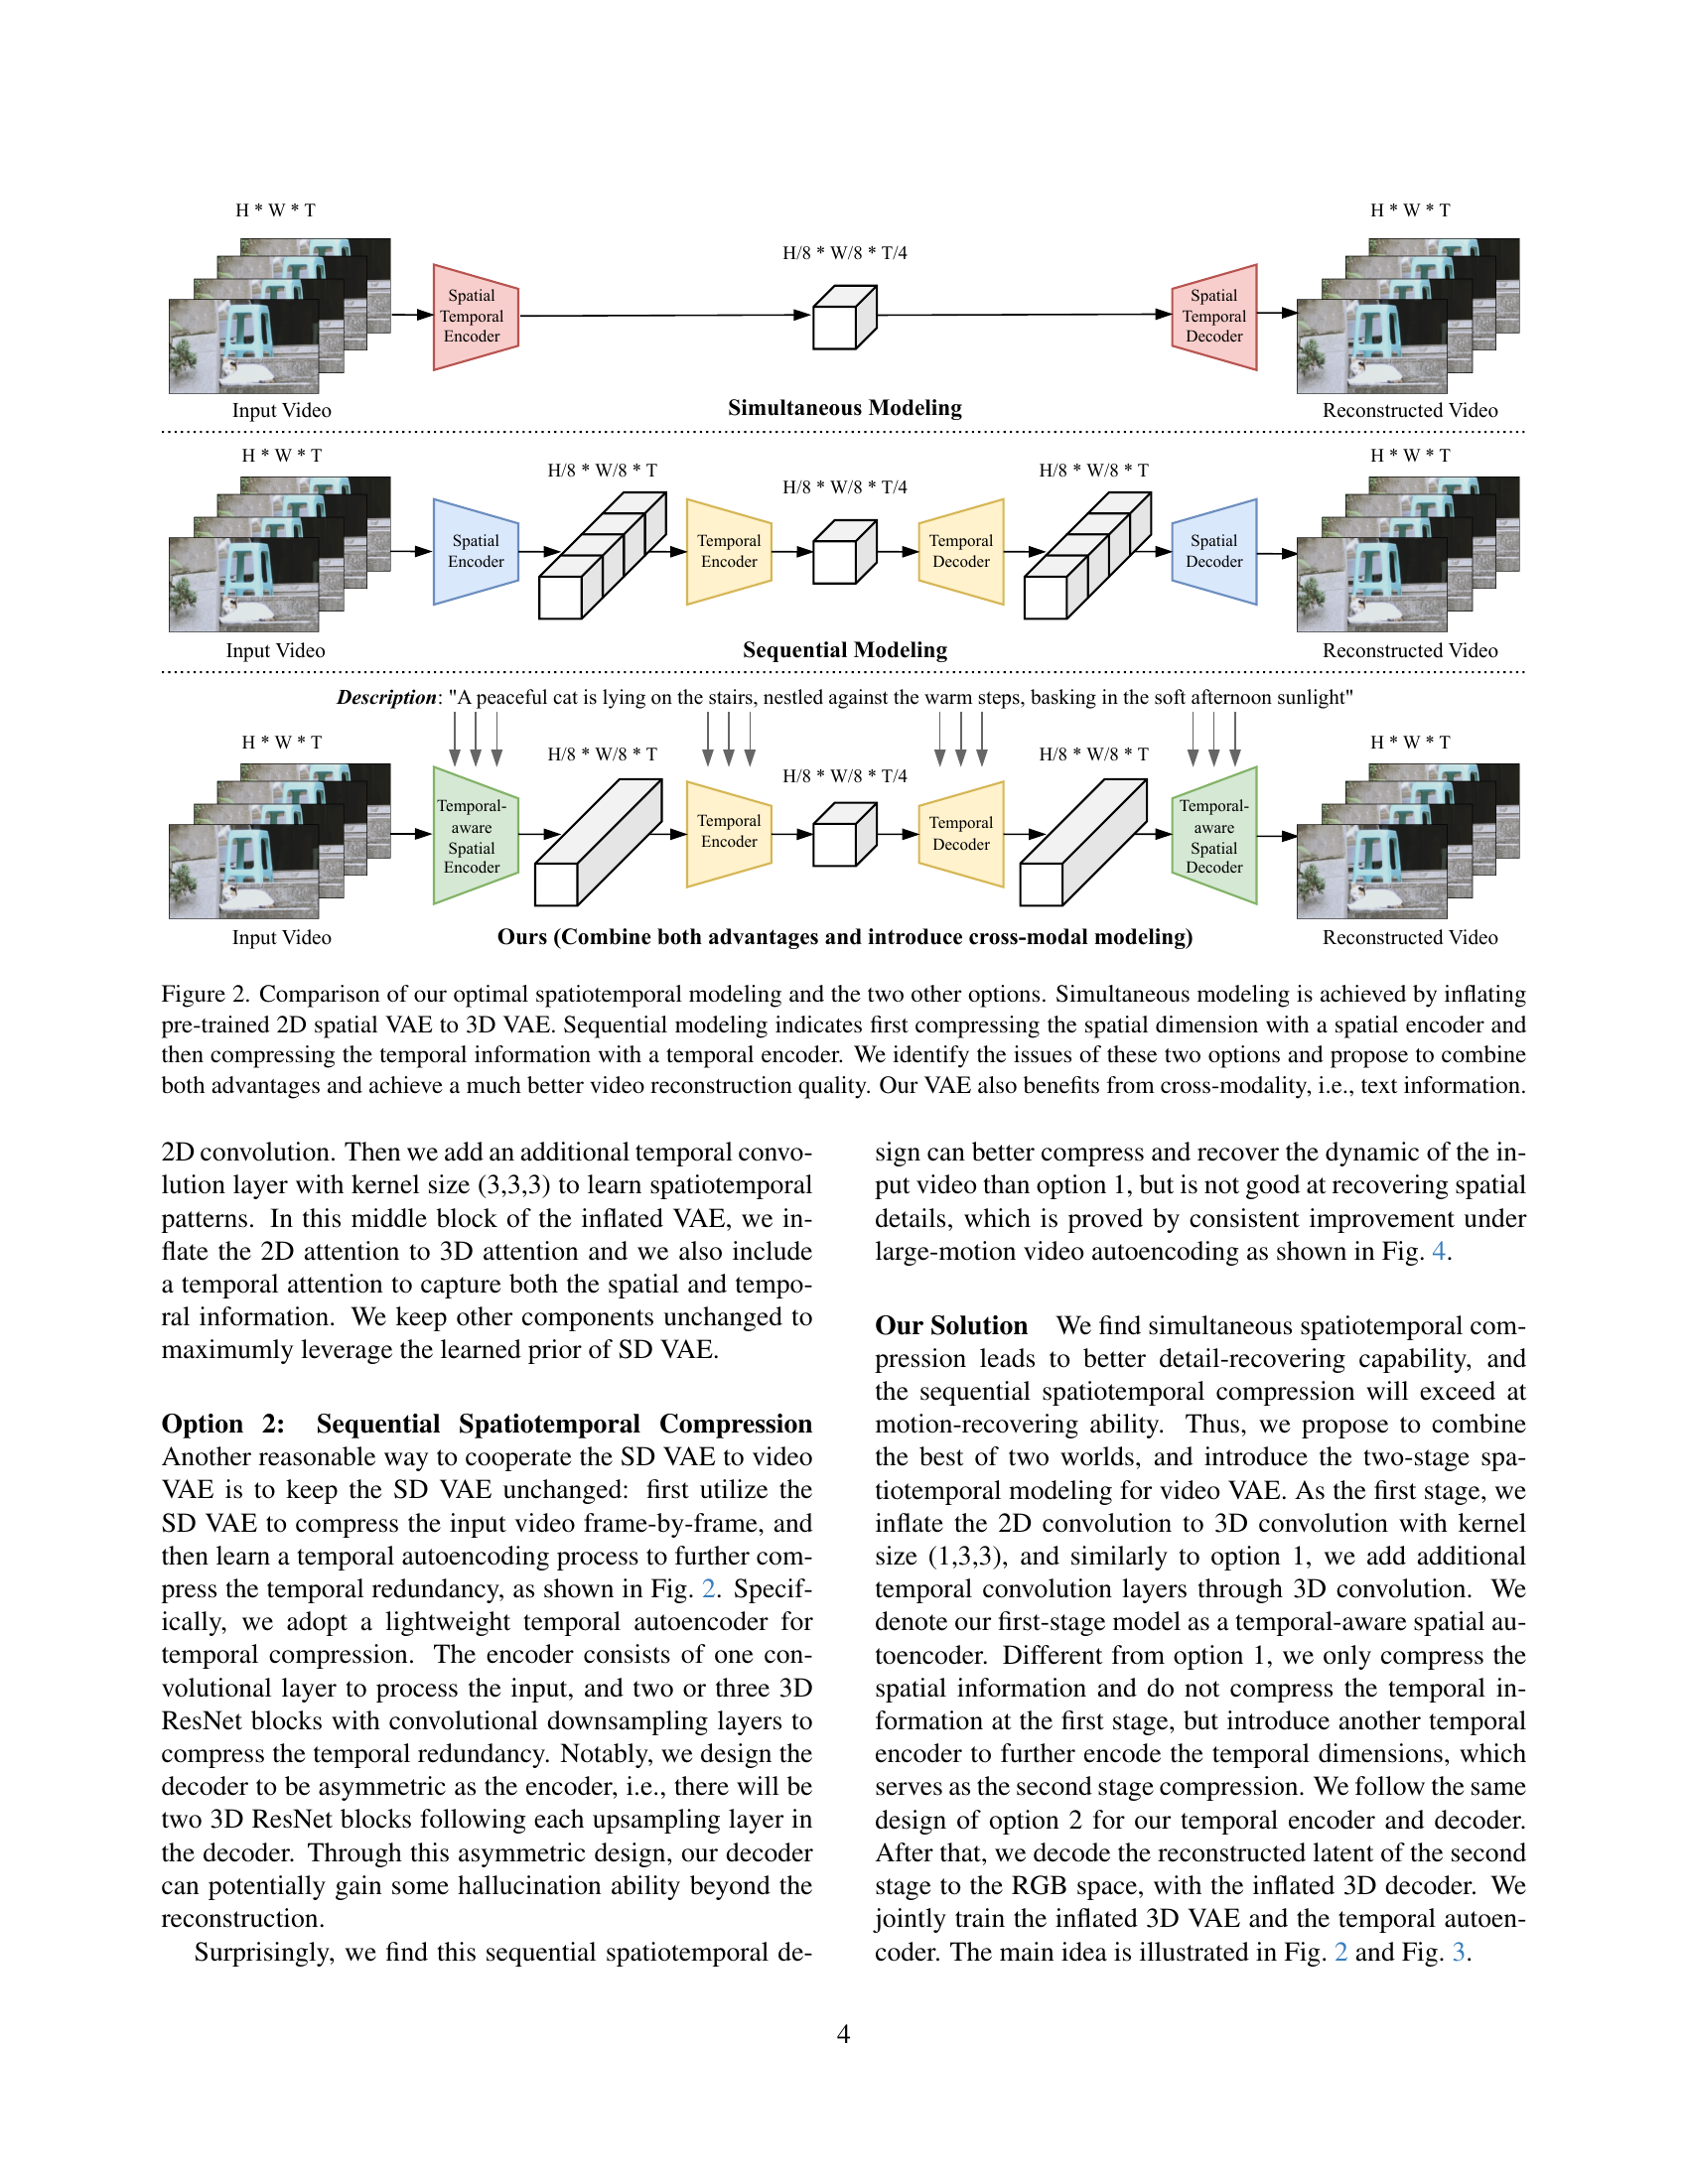 H * W * T
H * W * T
H/8 * W/8 * T/4
Spatial
Temporal
Encoder
Spatial
Temporal
Decoder
Input Video
Simultaneous Modeling
Reconstructed Video
H * W * T
H/8 * W/8 * T
H/8 * W/8 * T/4
H/8 * W/8 * T
H * W * T
Spatial
Encoder
Temporal
Encoder
Temporal
Decoder
Spatial
Decoder
Input Video
Sequential Modeling
Reconstructed Video
Description: "A peaceful cat is lying on the stairs, nestled against the warm steps, basking in the soft afternoon sunlight"
H * W * T
H/8 * W/8 * T
H/8 * W/8 * T/4
H/8 * W/8 * T
H * W * T
Temporal-
aware
Spatial
Encoder
Temporal
Encoder
Temporal
Decoder
Temporal-
aware
Spatial
Decoder
Input Video
Ours (Combine both advantages and introduce cross-modal modeling)
Reconstructed Video
Figure 2. Comparison of our optimal spatiotemporal modeling and the two other options. Simultaneous modeling is achieved by inflating
pre-trained 2D spatial VAE to 3D VAE. Sequential modeling indicates first compressing the spatial dimension with a spatial encoder and
then compressing the temporal information with a temporal encoder. We identify the issues of these two options and propose to combine
both advantages and achieve a much better video reconstruction quality. Our VAE also benefits from cross-modality, i.e., text information.
2D convolution. Then we add an additional temporal convo-
lution layer with kernel size (3,3,3) to learn spatiotemporal
patterns. In this middle block of the inflated VAE, we in-
flate the 2D attention to 3D attention and we also include
a temporal attention to capture both the spatial and tempo-
ral information. We keep other components unchanged to
maximumly leverage the learned prior of SD VAE.
Option 2: Sequential Spatiotemporal Compression
Another reasonable way to cooperate the SD VAE to video
VAE is to keep the SD VAE unchanged: first utilize the
SD VAE to compress the input video frame-by-frame, and
then learn a temporal autoencoding process to further com-
press the temporal redundancy, as shown in Fig. 2. Specif-
ically, we adopt a lightweight temporal autoencoder for
temporal compression. The encoder consists of one con-
volutional layer to process the input, and two or three 3D
ResNet blocks with convolutional downsampling layers to
compress the temporal redundancy. Notably, we design the
decoder to be asymmetric as the encoder, i.e., there will be
two 3D ResNet blocks following each upsampling layer in
the decoder. Through this asymmetric design, our decoder
can potentially gain some hallucination ability beyond the
reconstruction.
Surprisingly, we find this sequential spatiotemporal de-
sign can better compress and recover the dynamic of the in-
put video than option 1, but is not good at recovering spatial
details, which is proved by consistent improvement under
large-motion video autoencoding as shown in Fig. 4.
Our Solution We find simultaneous spatiotemporal com-
pression leads to better detail-recovering capability, and
the sequential spatiotemporal compression will exceed at
motion-recovering ability. Thus, we propose to combine
the best of two worlds, and introduce the two-stage spa-
tiotemporal modeling for video VAE. As the first stage, we
inflate the 2D convolution to 3D convolution with kernel
size (1,3,3), and similarly to option 1, we add additional
temporal convolution layers through 3D convolution. We
denote our first-stage model as a temporal-aware spatial au-
toencoder. Different from option 1, we only compress the
spatial information and do not compress the temporal in-
formation at the first stage, but introduce another temporal
encoder to further encode the temporal dimensions, which
serves as the second stage compression. We follow the same
design of option 2 for our temporal encoder and decoder.
After that, we decode the reconstructed latent of the second
stage to the RGB space, with the inflated 3D decoder. We
jointly train the inflated 3D VAE and the temporal autoen-
coder. The main idea is illustrated in Fig. 2 and Fig. 3.
4